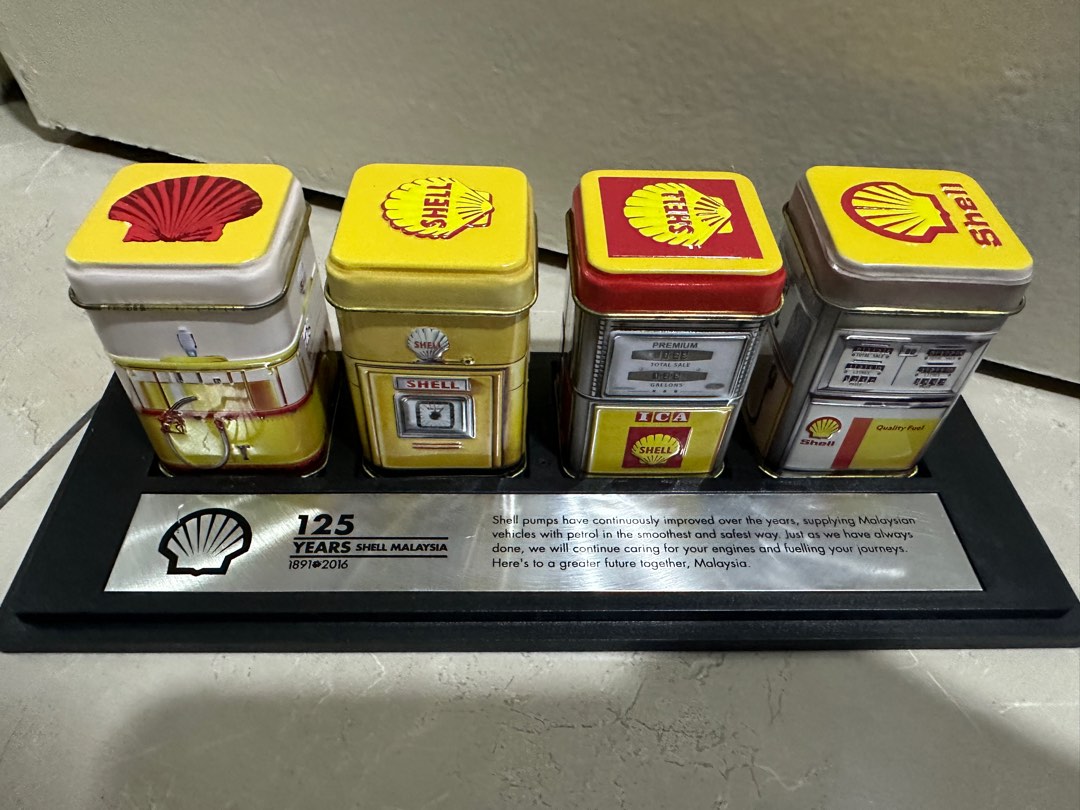 SHELL
SHELL
Shell
SHELL
SHELL
PREMIUM
TOTAL SALE
GALLONS
ICA
SHELL
Shell
Quality Fuel
125
YEARS SHELL MALAYSIA
1891 2016
Shell pumps have continuously improved over the years, supplying Malaysian
vehicles with petrol in the smoothest and safest way. Just as we have always
done, we will continue caring for your engines and fuelling your journeys.
Here's to a greater future together, Malaysia.